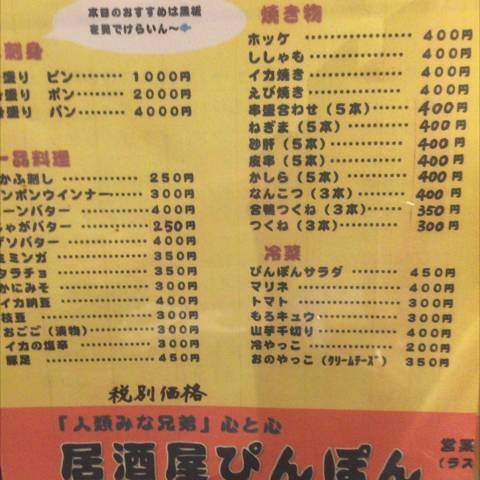 本日のおすすめは黒板
を見でけらいん～
刺身
盛り ピン‥‥‥‥1000円
盛り ポン‥‥‥‥2000円
盛り パン‥‥‥‥4000円
一品料理
かふ刺し‥‥‥‥250円
ンポンウインナー‥‥‥300円
ーンバター‥‥‥‥400円
ゃがバター‥‥‥‥250円
ゲソバター‥‥‥‥400円
ミミンガ‥‥‥‥350円
タラチョ‥‥‥‥350円
かにみそ‥‥‥‥300円
イカ納豆‥‥‥‥400円
枝豆‥‥‥‥300円
おごご(漬物)‥‥‥‥300円
イカの塩辛‥‥‥‥300円
豚足‥‥‥‥450円
焼き物
ホッケ‥‥‥‥400円
ししゃも‥‥‥‥400円
イカ焼き‥‥‥‥400円
えび焼き‥‥‥‥400円
串盛合わせ(5本)‥‥‥400円
ねぎま(5本)‥‥‥‥400円
砂肝(5本)‥‥‥‥400円
皮串(5本)‥‥‥‥400円
かしら(5本)‥‥‥‥400円
なんこつ(3本)‥‥‥‥400円
合鴨つくね(3本)‥‥‥350円
つくね(3本)‥‥‥‥300円
冷菜
ぴんぽんサラダ‥‥‥‥450円
マリネ‥‥‥‥400円
トマト‥‥‥‥300円
もろキュウ‥‥‥‥300円
山芋千切り‥‥‥‥400円
冷やっこ‥‥‥‥200円
おのやっこ(クリームチーズ)350円
税別価格
「人類みな兄弟」心と心
居酒屋ぴんぽん
営業
(ラス